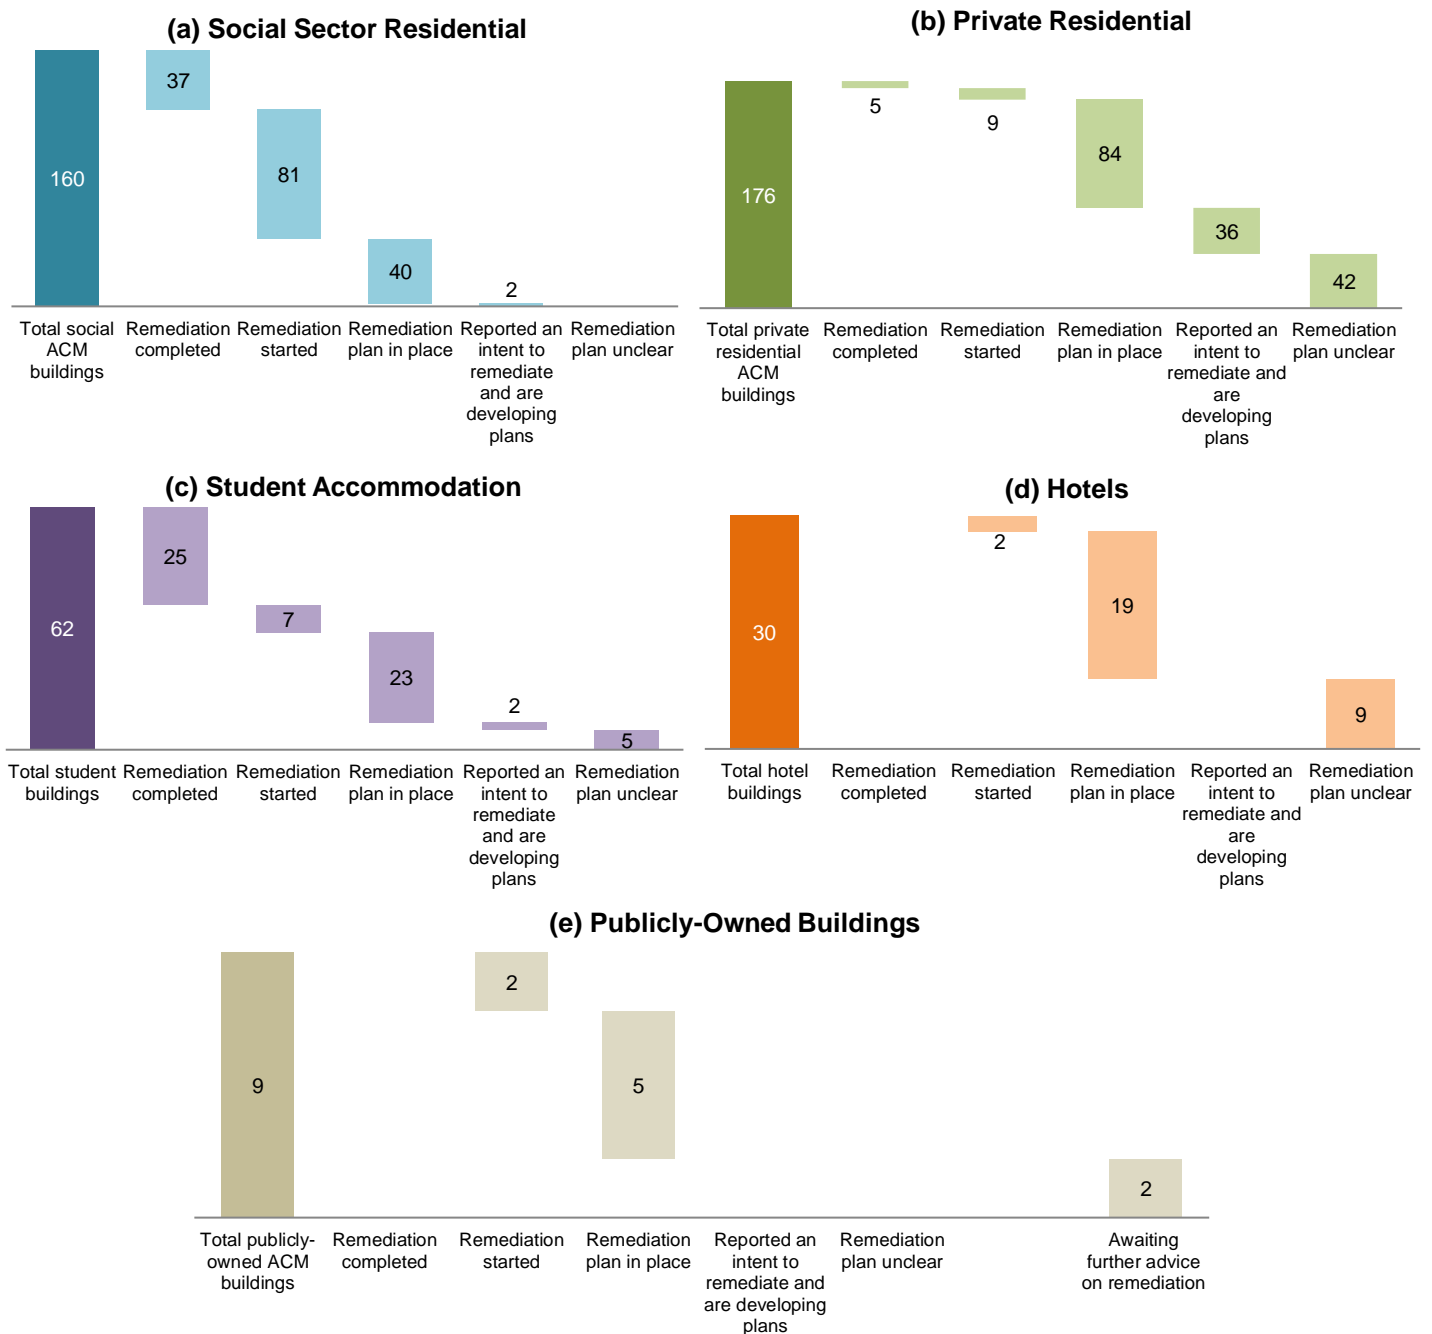 (a) Social Sector Residential
37
160
81
40
2
Total social
ACM
buildings
Remediation
completed
Remediation
started
Remediation
plan in place
Reported an
intent to
remediate
and are
developing
plans
Remediation
plan unclear
(b) Private Residential
5
9
176
84
36
42
Total private
residential
ACM
buildings
Remediation
completed
Remediation
started
Remediation
plan in place
Reported an
intent to
remediate and
are
developing
plans
Remediation
plan unclear
(c) Student Accommodation
25
62
7
23
2
5
Total student
buildings
Remediation
completed
Remediation
started
Remediation
plan in place
Reported an
intent to
remediate
and are
developing
plans
Remediation
plan unclear
(d) Hotels
2
30
19
9
Total hotel
buildings
Remediation
completed
Remediation
started
Remediation
plan in place
Reported an
intent to
remediate and
are
developing
plans
Remediation
plan unclear
(e) Publicly-Owned Buildings
2
9
5
2
Total publicly-
owned ACM
buildings
Remediation
completed
Remediation
started
Remediation
plan in place
Reported an
intent to
remediate and
are developing
plans
Remediation
plan unclear
Awaiting
further advice
on remediation